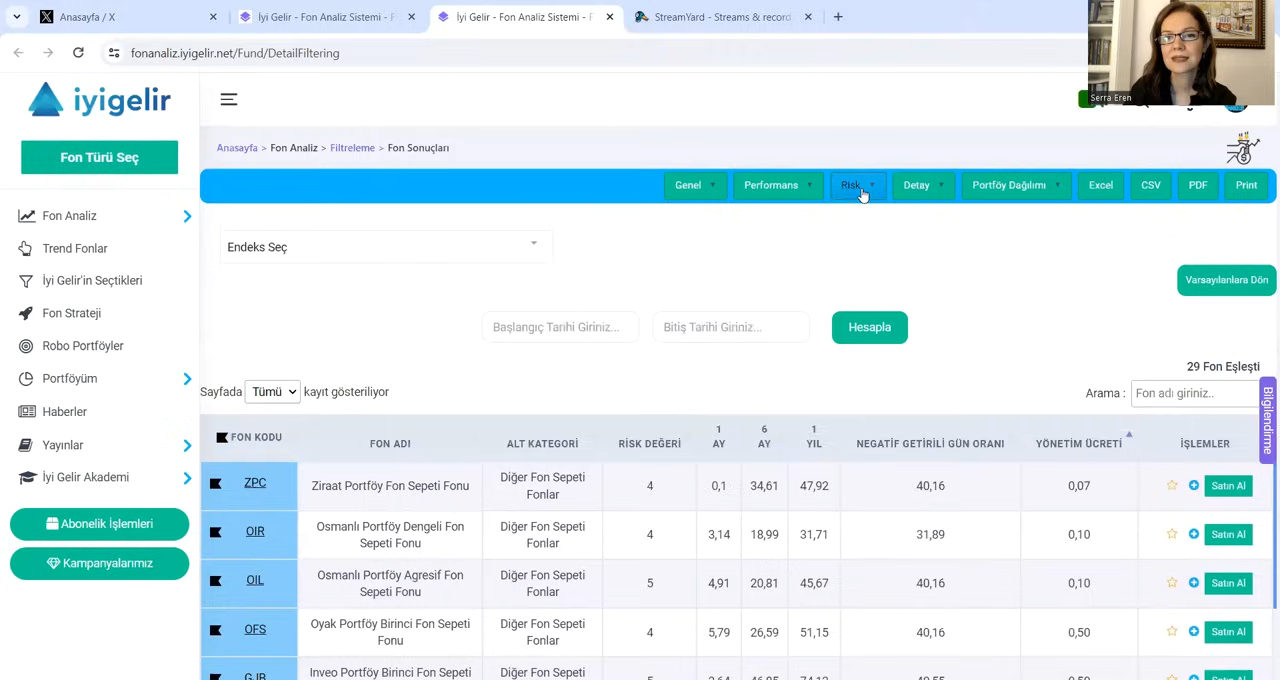 Anasayfa / X
İyi Gelir - Fon Analiz Sistemi - F
İyi Gelir - Fon Analiz Sistemi - F
StreamYard - Streams & record
fonanaliz.iyigelir.net/Fund/DetailFiltering
Serra Eren
iyigelir
Fon Türü Seç
Fon Analiz
Trend Fonlar
İyi Gelir'in Seçtikleri
Fon Strateji
Robo Portföyler
Portföyüm
Haberler
Yayınlar
İyi Gelir Akademi
Abonelik İşlemleri
Kampanyalarımız
Anasayfa > Fon Analiz > Filtreleme > Fon Sonuçları
Genel Performans Risk Detay Portföy Dağılımı Excel CSV PDF Print
Endeks Seç
Varsayılanlara Dön
Başlangıç Tarihi Giriniz... Bitiş Tarihi Giriniz... Hesapla
29 Fon Eşleşti
Sayfada Tümü kayıt gösteriliyor
Arama : Fon adı giriniz..
Bilgilendirme
FON KODU FON ADI ALT KATEGORİ RİSK DEĞERİ 1 AY 6 AY 1 YIL NEGATİF GETİRİLİ GÜN ORANI YÖNETİM ÜCRETİ İŞLEMLER
ZPC Ziraat Portföy Fon Sepeti Fonu Diğer Fon Sepeti Fonlar 4 0,1 34,61 47,92 40,16 0,07 Satın Al
OIR Osmanlı Portföy Dengeli Fon Sepeti Fonu Diğer Fon Sepeti Fonlar 4 3,14 18,99 31,71 31,89 0,10 Satın Al
OIL Osmanlı Portföy Agresif Fon Sepeti Fonu Diğer Fon Sepeti Fonlar 5 4,91 20,81 45,67 40,16 0,10 Satın Al
OFS Oyak Portföy Birinci Fon Sepeti Fonu Diğer Fon Sepeti Fonlar 4 5,79 26,59 51,15 40,16 0,50 Satın Al
GJB Inveo Portföy Birinci Fon Sepeti Diğer Fon Sepeti